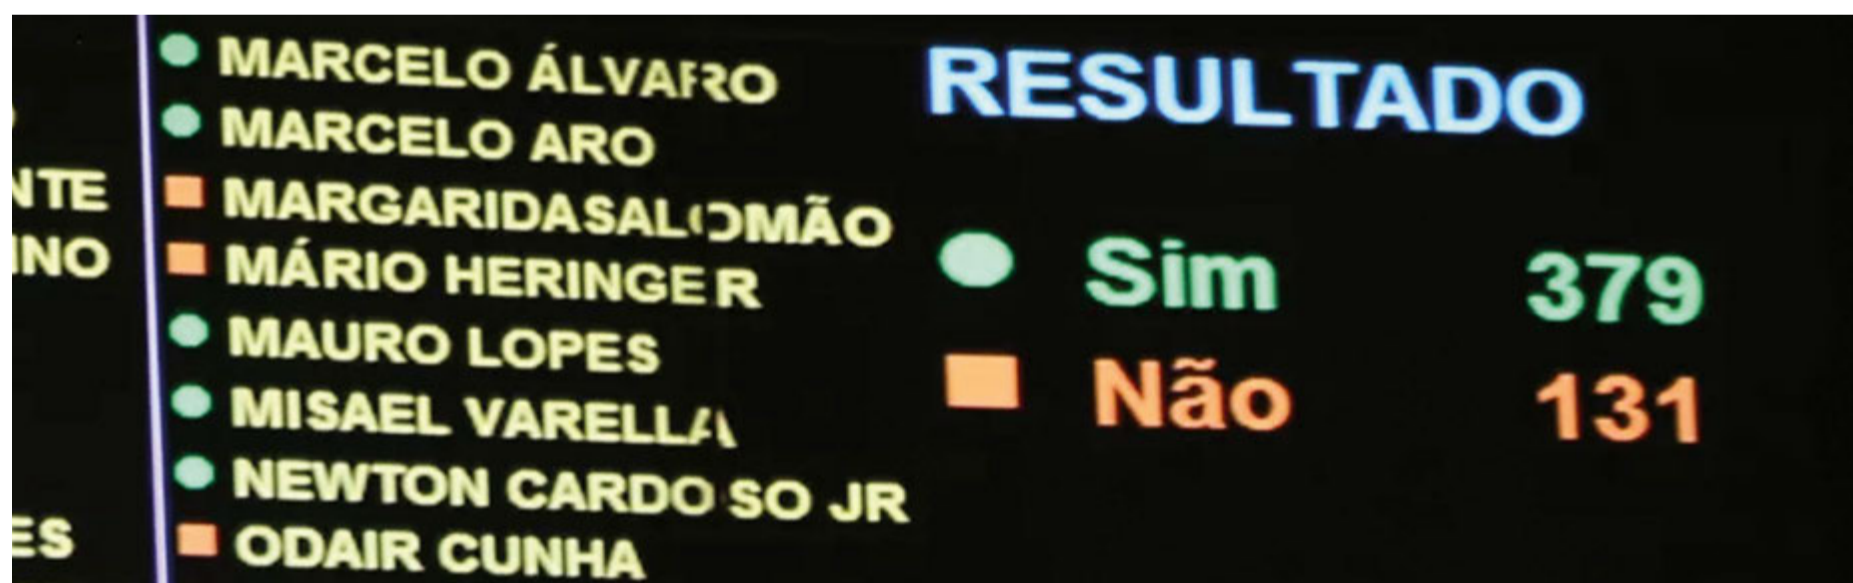 MARCELO ÁLVARO
MARCELO ARO
MARGARIDASALOMÃO
MÁRIO HERINGER
MAURO LOPES
MISAEL VARELLA
NEWTON CARDOSO JR
ODAIR CUNHA
NTE
INO
ES
RESULTADO
Sim 379
Não 131